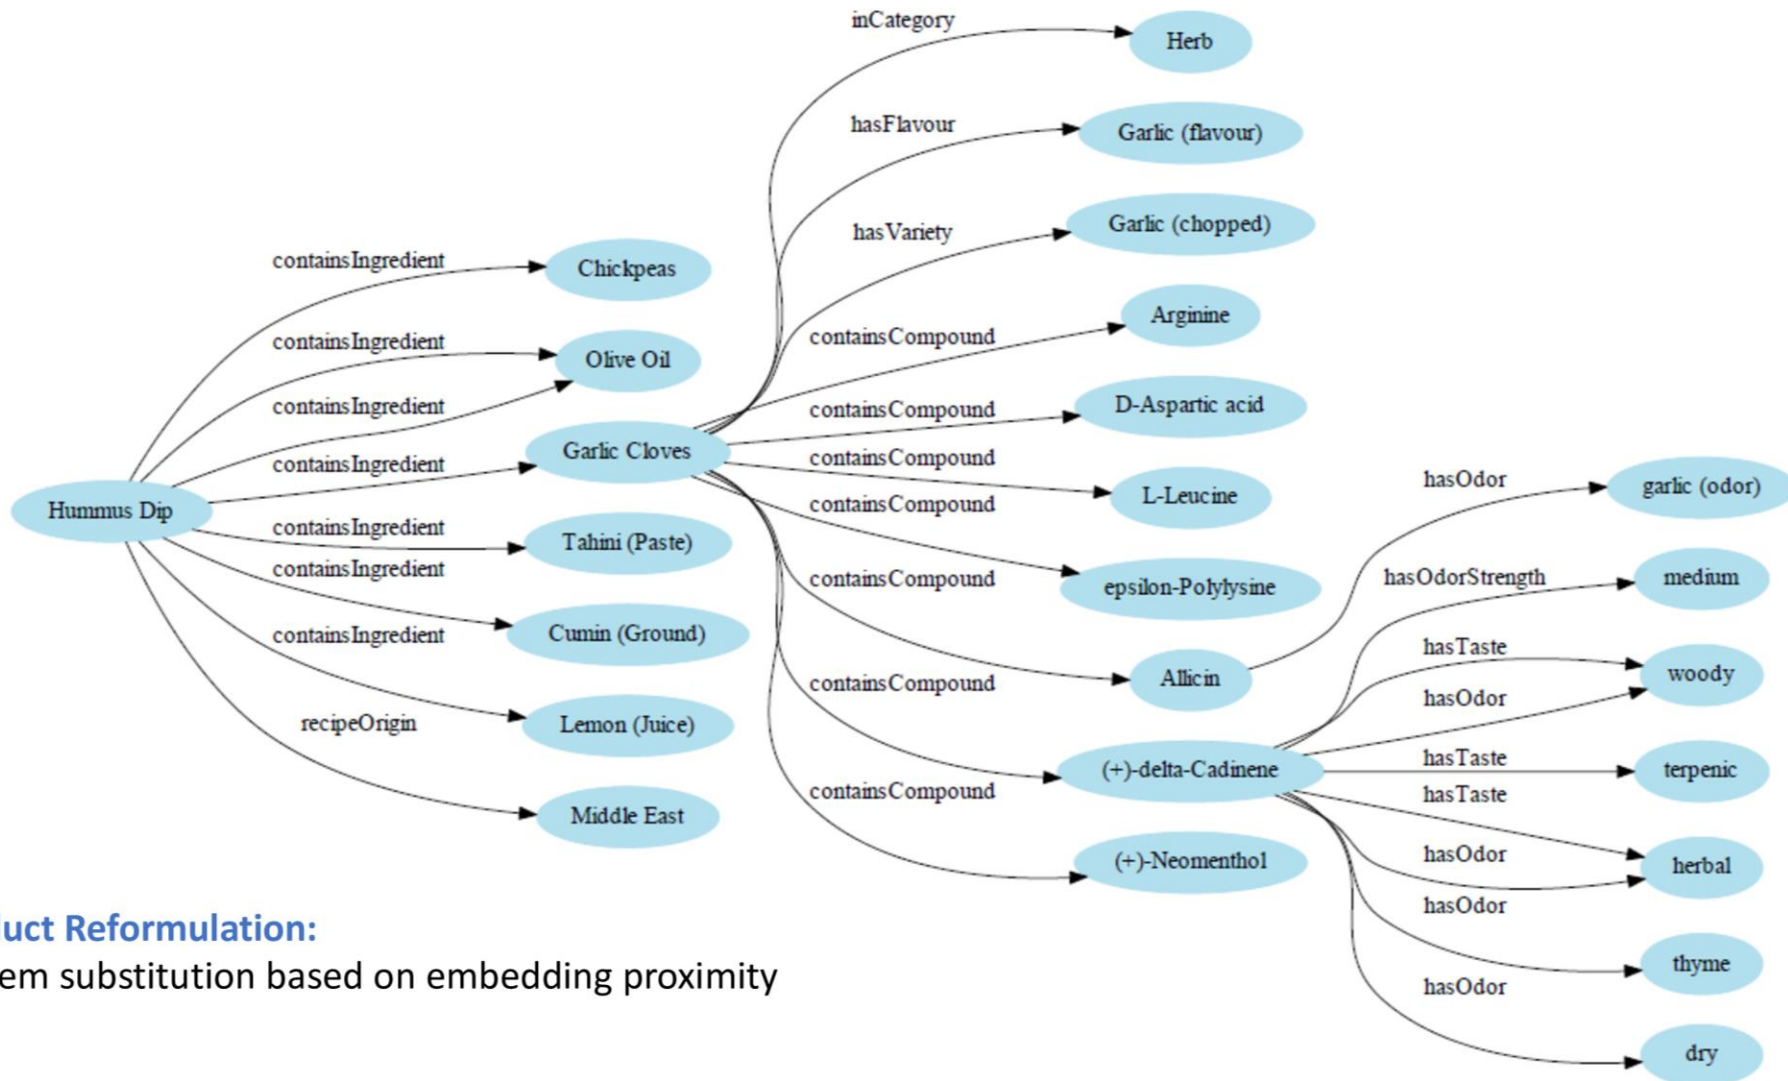 inCategory
Herb
hasFlavour
Garlic (flavour)
hasVariety
Garlic (chopped)
containsIngredient
Chickpeas
containsCompound
Arginine
containsIngredient
Olive Oil
containsIngredient
containsCompound
D-Aspartic acid
containsIngredient
Garlic Cloves
containsCompound
L-Leucine
hasOdor
garlic (odor)
Hummus Dip
containsIngredient
Tahini (Paste)
containsCompound
epsilon-Polylysine
hasOdorStrength
medium
containsIngredient
Cumin (Ground)
containsCompound
Allicin
hasTaste
woody
hasOdor
containsIngredient
Lemon (Juice)
containsCompound
(+)-delta-Cadinene
hasTaste
terpenic
hasTaste
recipeOrigin
Middle East
containsCompound
(+)-Neomenthol
hasOdor
herbal
hasOdor
thyme
hasOdor
dry
luct Reformulation:
em substitution based on embedding proximity